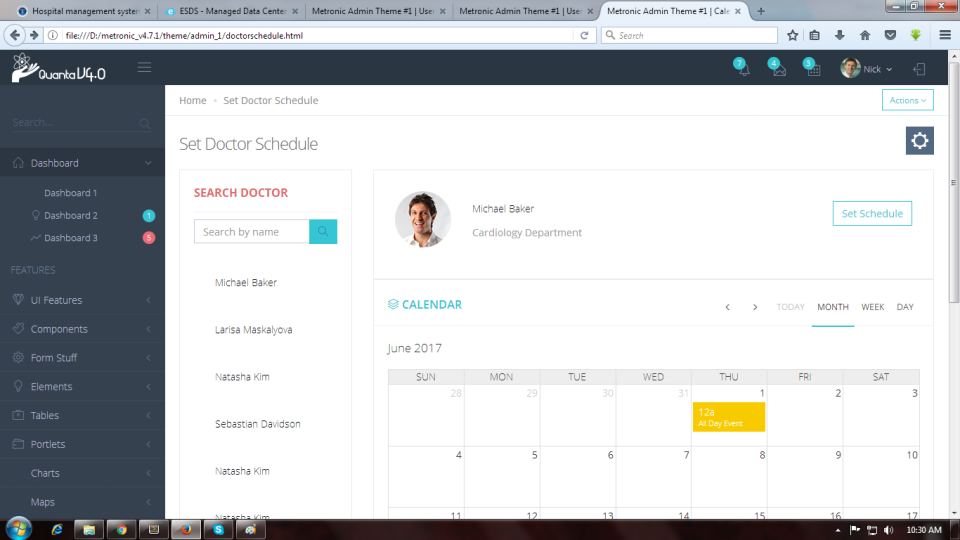 Hospital management system
ESDS - Managed Data Center
Metronic Admin Theme #1 | User
Metronic Admin Theme #1 | User
Metronic Admin Theme #1 | Cale
file:///D:/metronic_v4.7.1/theme/admin_1/doctorschedule.html
Search
Quanta V4.0
7
4
3
Nick
Home
Set Doctor Schedule
Actions
Search...
Set Doctor Schedule
Dashboard
Dashboard 1
Dashboard 2
1
Dashboard 3
5
FEATURES
UI Features
Components
Form Stuff
Elements
Tables
Portlets
Charts
Maps
SEARCH DOCTOR
Search by name
Michael Baker
Larisa Maskalyova
Natasha Kim
Sebastian Davidson
Natasha Kim
Natasha Kim
Michael Baker
Cardiology Department
Set Schedule
CALENDAR
TODAY MONTH WEEK DAY
June 2017
SUN MON TUE WED THU FRI SAT
28 29 30 31 1 2 3
12a
All Day Event
4 5 6 7 8 9 10
11 12 13 14 15 16 17
10:30 AM